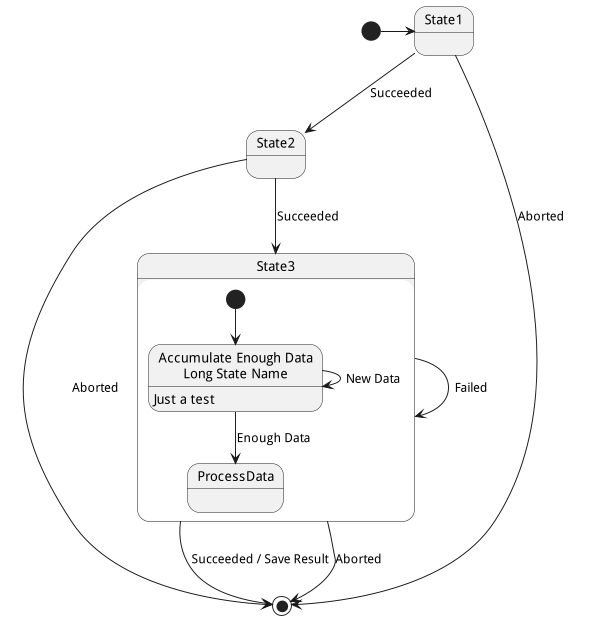 State1
Succeeded
State2
Succeeded
Aborted
State3
Accumulate Enough Data
Long State Name
Just a test
New Data
Aborted
Failed
Enough Data
ProcessData
Succeeded / Save Result
Aborted